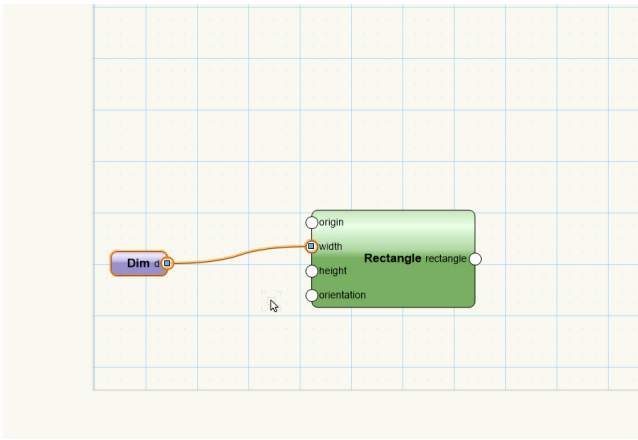 origin
width
Dim d
Rectangle rectangle
height
orientation